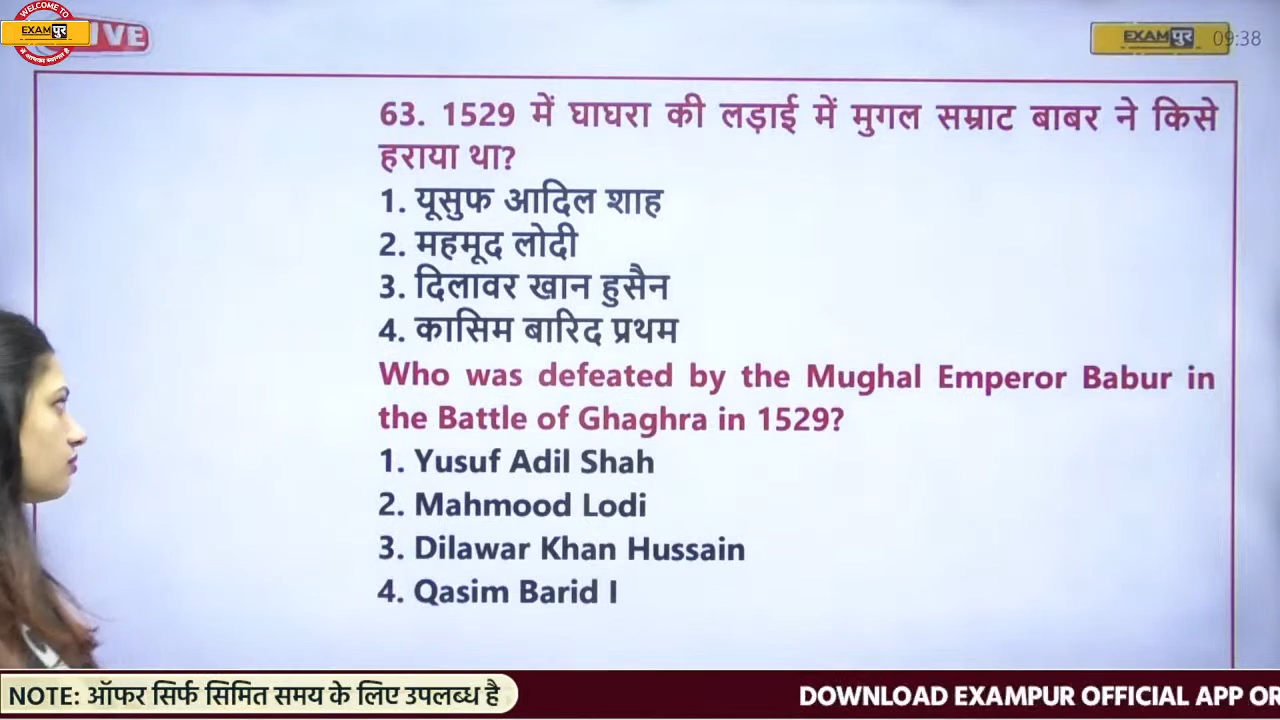 WELCOME TO
EXAMपुर
IVE
EXAMपुर
09:38
63. 1529 में घाघरा की लड़ाई में मुगल सम्राट बाबर ने किसे
हराया था?
1. यूसुफ आदिल शाह
2. महमूद लोदी
3. दिलावर खान हुसैन
4. कासिम बारिद प्रथम
Who was defeated by the Mughal Emperor Babur in
the Battle of Ghaghra in 1529?
1. Yusuf Adil Shah
2. Mahmood Lodi
3. Dilawar Khan Hussain
4. Qasim Barid I
NOTE: ऑफर सिर्फ सिमित समय के लिए उपलब्ध है
DOWNLOAD EXAMPUR OFFICIAL APP OR